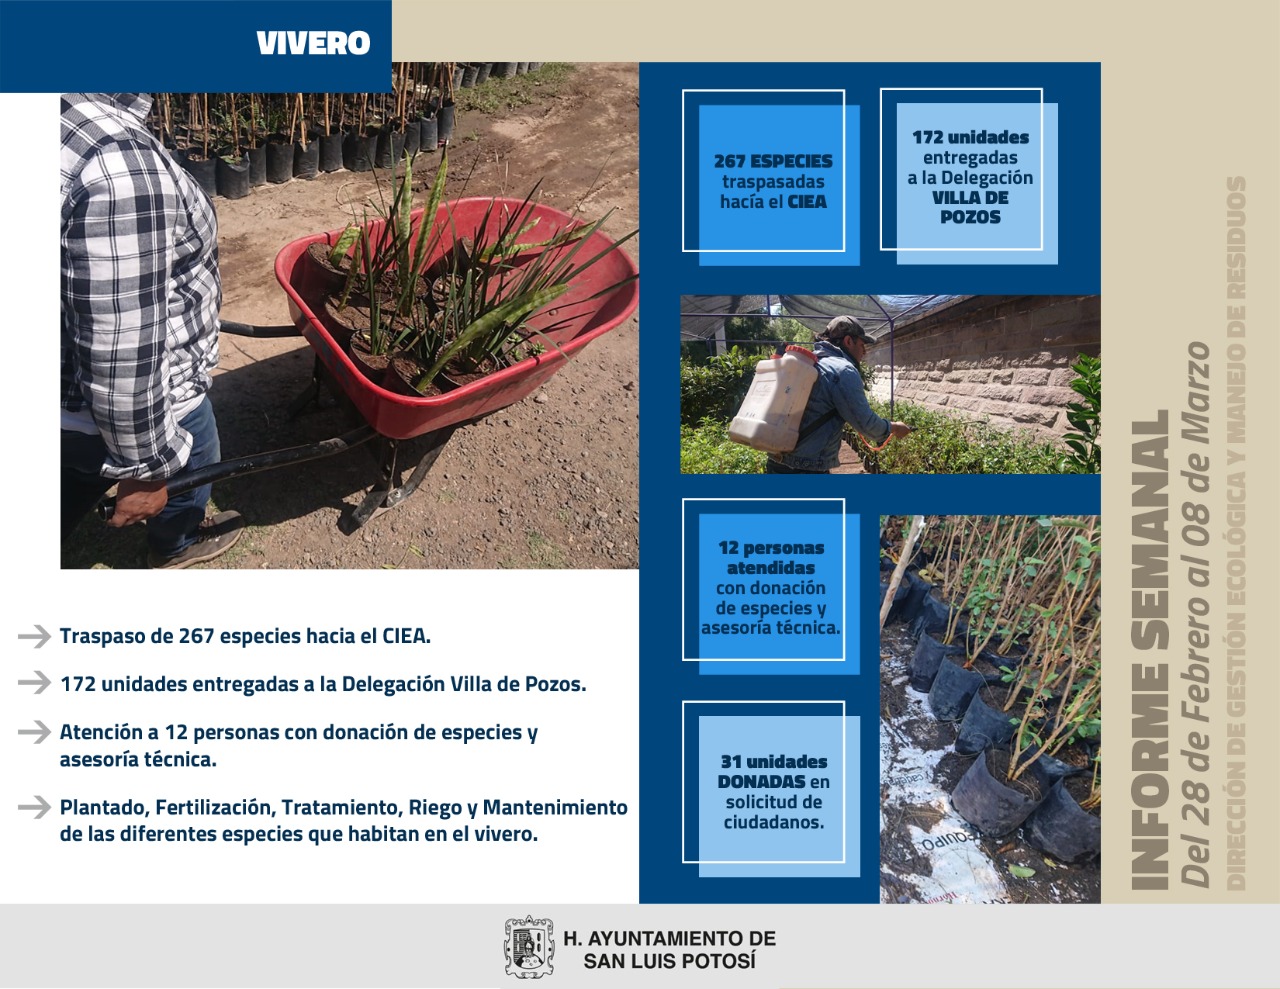 VIVERO
267 ESPECIES
traspasadas
hacía el CIEA
172 unidades
entregadas
a la Delegación
VILLA DE
POZOS
12 personas
atendidas
con donación
de especies y
asesoría técnica.
31 unidades
DONADAS en
solicitud de
ciudadanos.
EQUIPO
Traspaso de 267 especies hacia el CIEA.
172 unidades entregadas a la Delegación Villa de Pozos.
Atención a 12 personas con donación de especies y
asesoría técnica.
Plantado, Fertilización, Tratamiento, Riego y Mantenimiento
de las diferentes especies que habitan en el vivero.
INFORME SEMANAL
Del 28 de Febrero al 08 de Marzo
DIRECCIÓN DE GESTIÓN ECOLÓGICA Y MANEJO DE RESIDUOS
H. AYUNTAMIENTO DE
SAN LUIS POTOSÍ